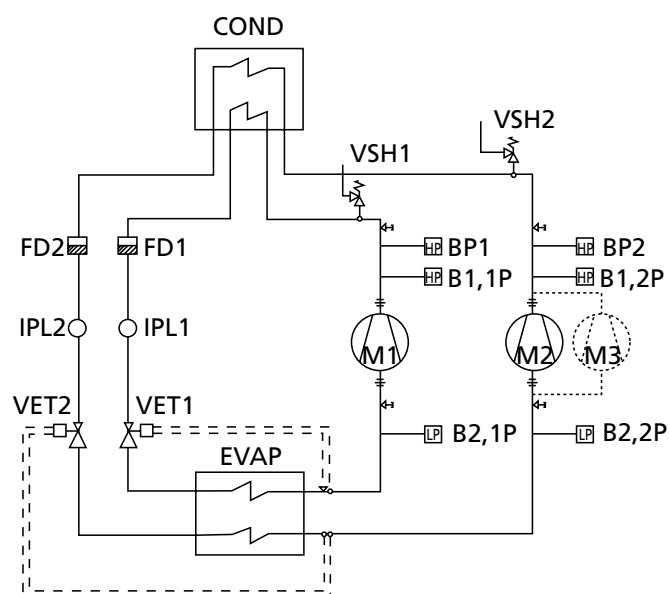 COND
VSH2
VSH1
FD2
FD1
HP
BP1
HP
BP2
HP
B1,1P
HP
B1,2P
IPL2
IPL1
M1
M2
M3
VET2
VET1
LP
B2,1P
LP
B2,2P
EVAP